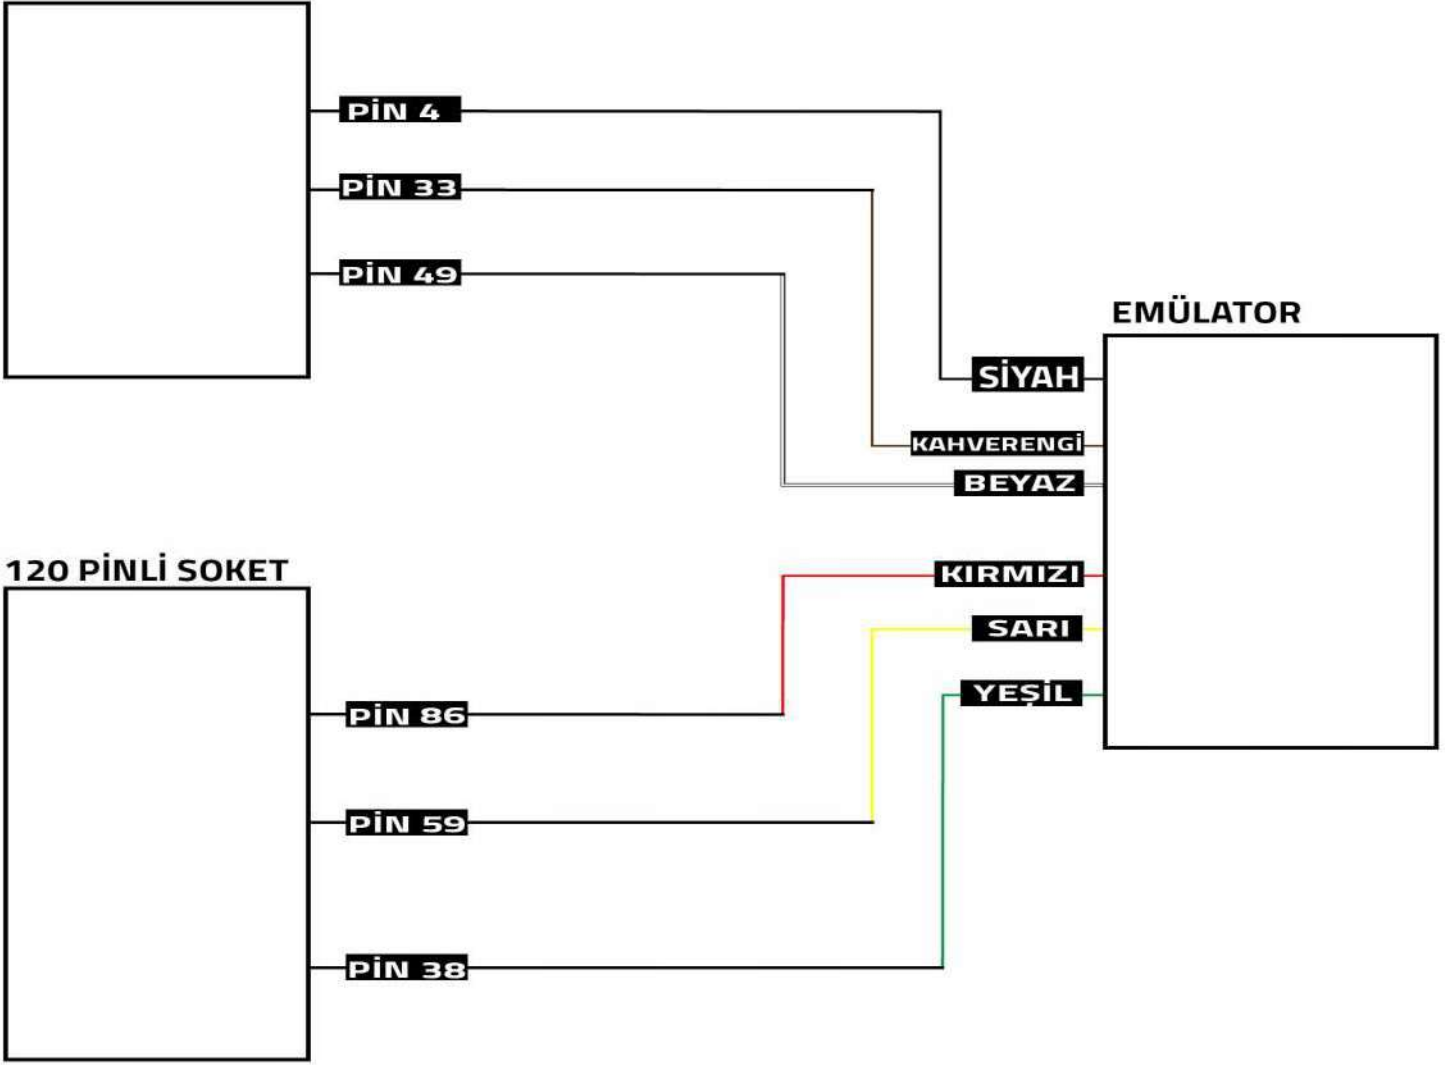 PİN 4
PİN 33
PİN 49
EMÜLATOR
SİYAH
KAHVERENGİ
BEYAZ
120 PİNLİ SOKET
KIRMIZI
SARI
YEŞİL
PİN 86
PİN 59
PİN 38